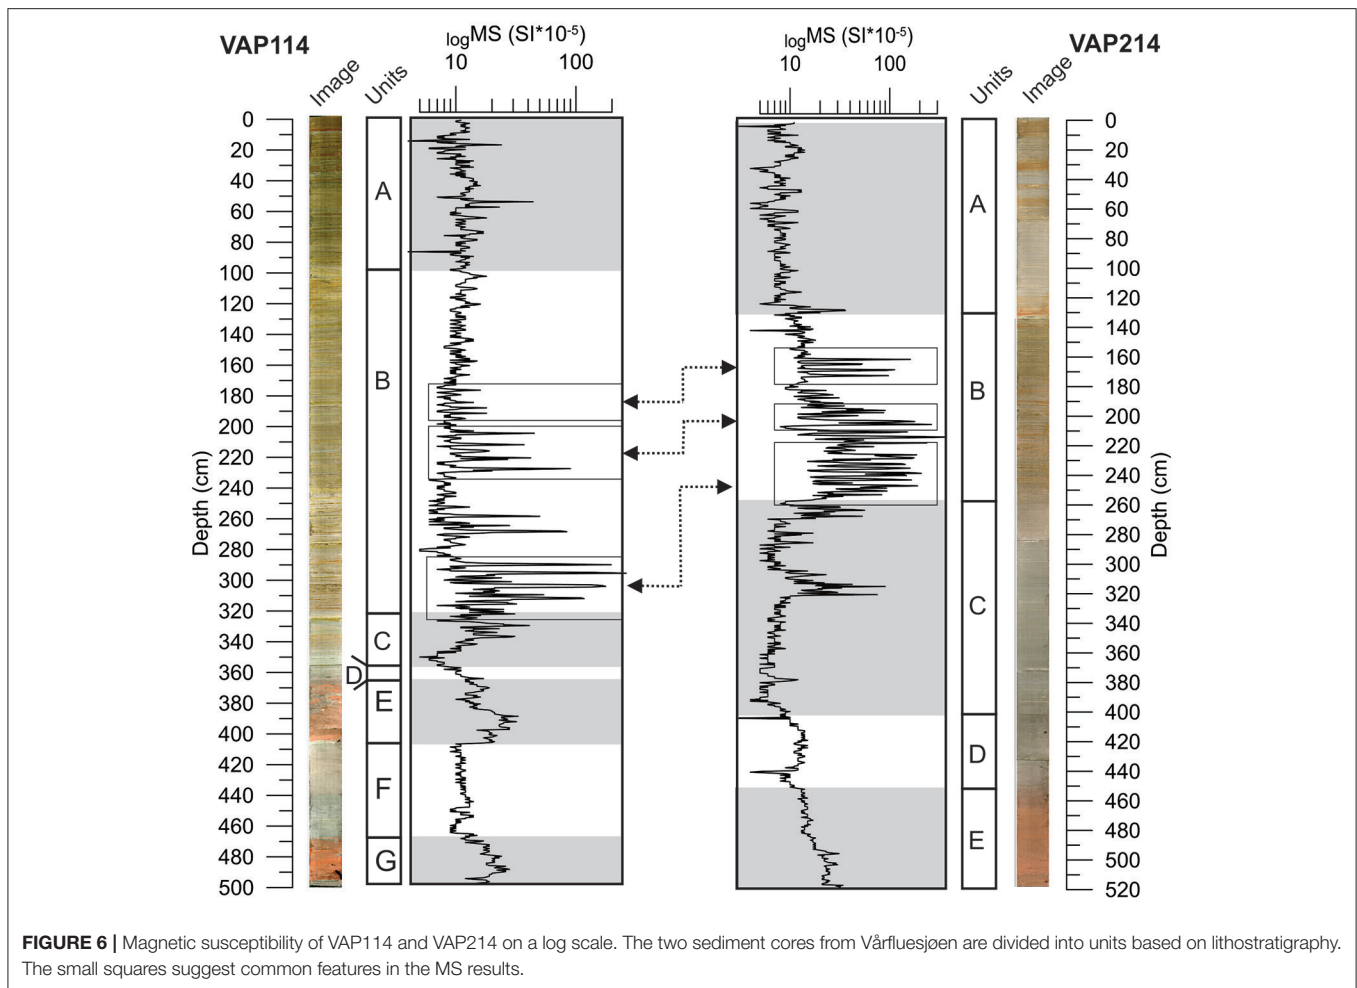 VAP114
Image
Units
logMS (SI*10-5)
10 100
0
20
40
60
80
100
120
140
160
180
200
220
240
260
280
300
320
340
360
380
400
420
440
460
480
500
Depth (cm)
A
B
C
D
E
F
G
logMS (SI*10-5)
10 100
Units
Image
VAP214
A
B
C
D
E
0
20
40
60
80
100
120
140
160
180
200
220
240
260
280
300
320
340
360
380
400
420
440
460
480
500
520
Depth (cm)
FIGURE 6 | Magnetic susceptibility of VAP114 and VAP214 on a log scale. The two sediment cores from Vårfluesjøen are divided into units based on lithostratigraphy.
The small squares suggest common features in the MS results.